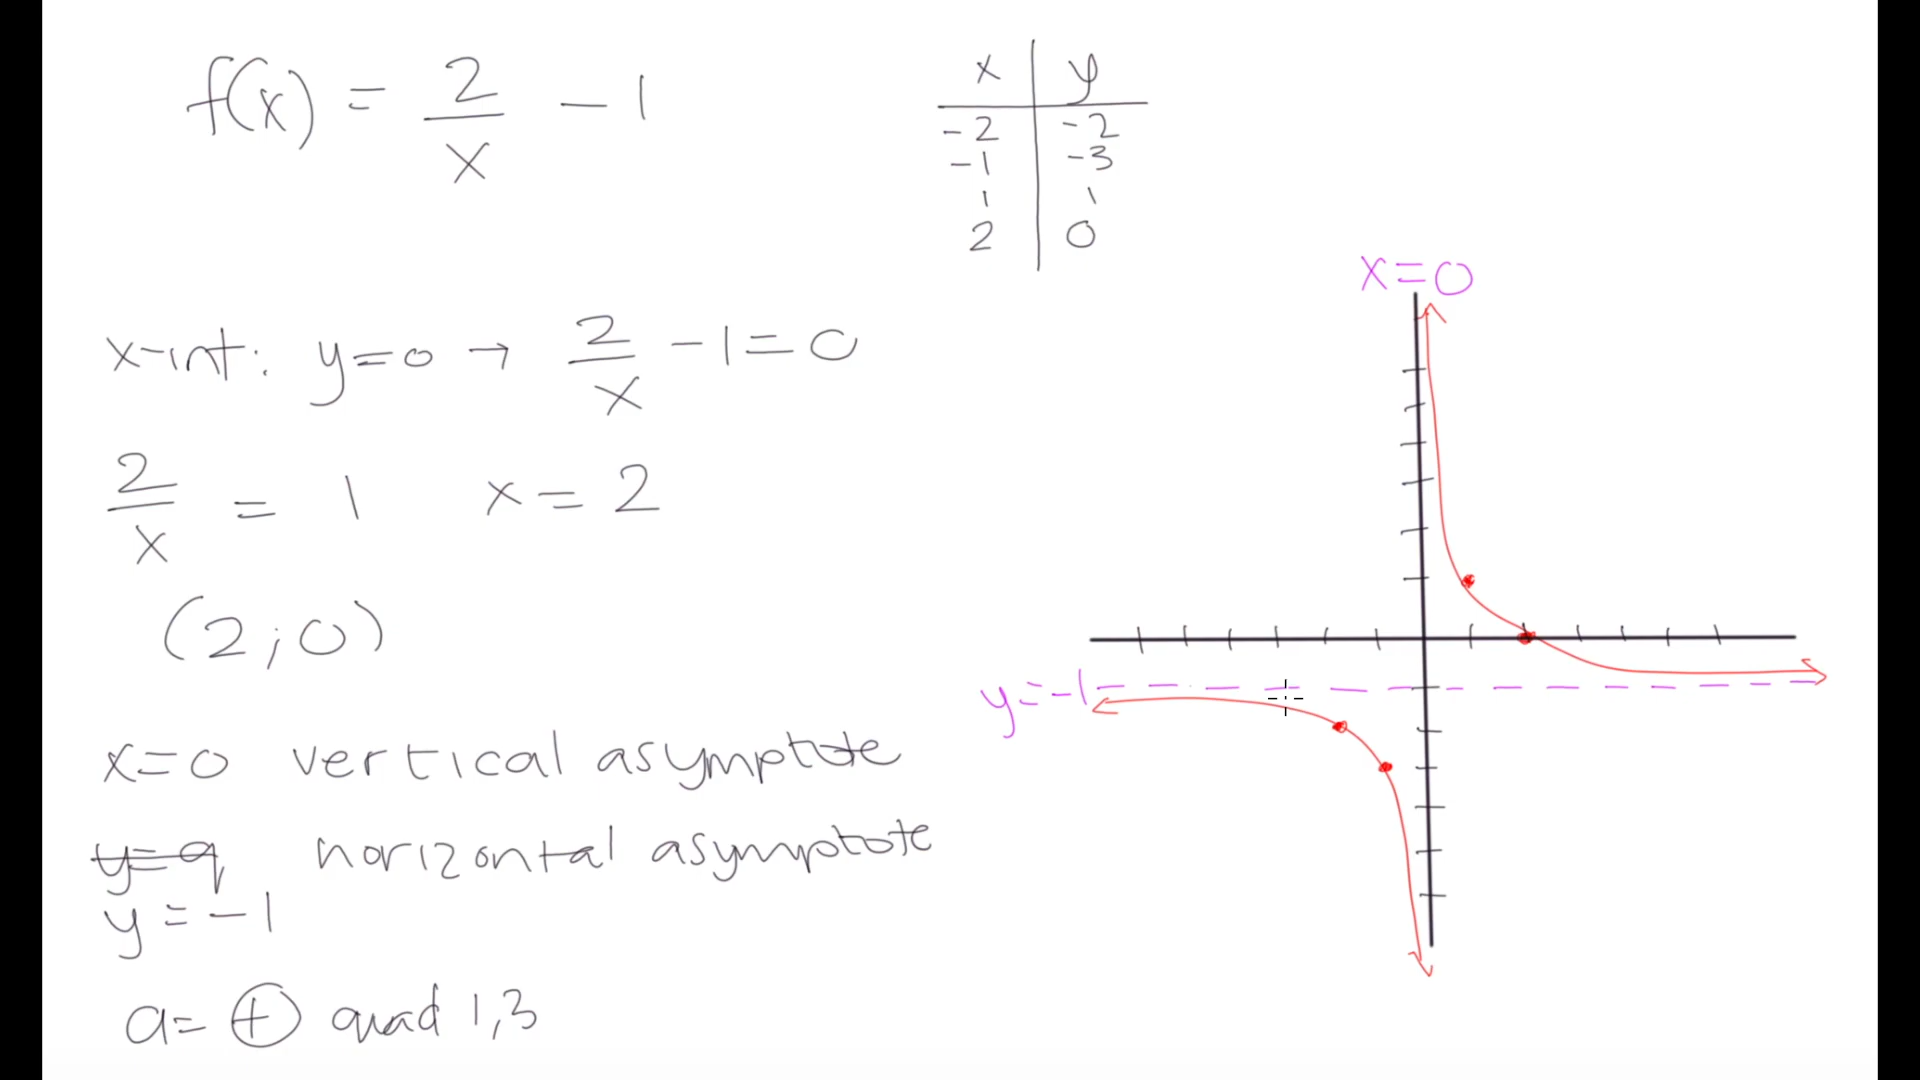 f(x) = 2/x - 1
x | y
-2 | -2
-1 | -3
1 | 1
2 | 0
x-int: y=0 → 2/x - 1 = 0
2/x = 1 x = 2
(2;0)
x=0 vertical asymptote
y=q horizontal asymptote
y=-1
a= + quad 1,3
x=0
y=-1